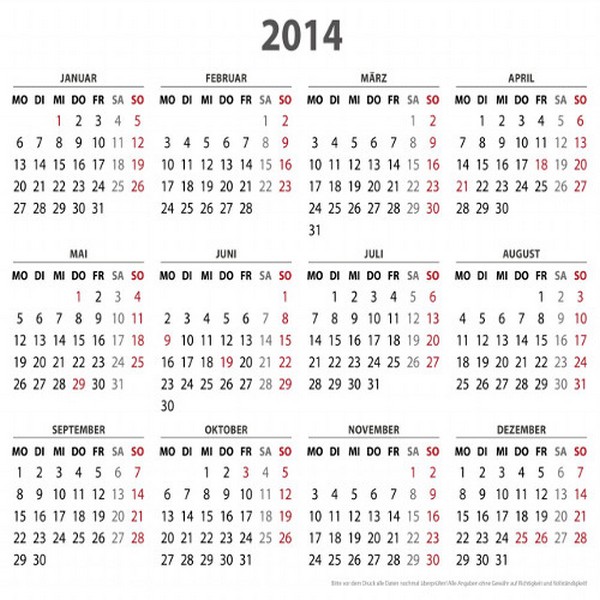 2014
JANUAR
MO DI MI DO FR SA SO
1 2 3 4 5
6 7 8 9 10 11 12
13 14 15 16 17 18 19
20 21 22 23 24 25 26
27 28 29 30 31
FEBRUAR
MO DI MI DO FR SA SO
1 2
3 4 5 6 7 8 9
10 11 12 13 14 15 16
17 18 19 20 21 22 23
24 25 26 27 28
MÄRZ
MO DI MI DO FR SA SO
1 2
3 4 5 6 7 8 9
10 11 12 13 14 15 16
17 18 19 20 21 22 23
24 25 26 27 28 29 30
31
APRIL
MO DI MI DO FR SA SO
1 2 3 4 5 6
7 8 9 10 11 12 13
14 15 16 17 18 19 20
21 22 23 24 25 26 27
28 29 30
MAI
MO DI MI DO FR SA SO
1 2 3 4
5 6 7 8 9 10 11
12 13 14 15 16 17 18
19 20 21 22 23 24 25
26 27 28 29 30 31
JUNI
MO DI MI DO FR SA SO
1
2 3 4 5 6 7 8
9 10 11 12 13 14 15
16 17 18 19 20 21 22
23 24 25 26 27 28 29
30
JULI
MO DI MI DO FR SA SO
1 2 3 4 5 6
7 8 9 10 11 12 13
14 15 16 17 18 19 20
21 22 23 24 25 26 27
28 29 30 31
AUGUST
MO DI MI DO FR SA SO
1 2 3
4 5 6 7 8 9 10
11 12 13 14 15 16 17
18 19 20 21 22 23 24
25 26 27 28 29 30 31
SEPTEMBER
MO DI MI DO FR SA SO
1 2 3 4 5 6 7
8 9 10 11 12 13 14
15 16 17 18 19 20 21
22 23 24 25 26 27 28
29 30
OKTOBER
MO DI MI DO FR SA SO
1 2 3 4 5
6 7 8 9 10 11 12
13 14 15 16 17 18 19
20 21 22 23 24 25 26
27 28 29 30 31
NOVEMBER
MO DI MI DO FR SA SO
1 2
3 4 5 6 7 8 9
10 11 12 13 14 15 16
17 18 19 20 21 22 23
24 25 26 27 28 29 30
DEZEMBER
MO DI MI DO FR SA SO
1 2 3 4 5 6 7
8 9 10 11 12 13 14
15 16 17 18 19 20 21
22 23 24 25 26 27 28
29 30 31
Bitte vor dem Druck alle Daten nochmal überprüfen! Alle Angaben ohne Gewähr auf Richtigkeit und Vollständigkeit!